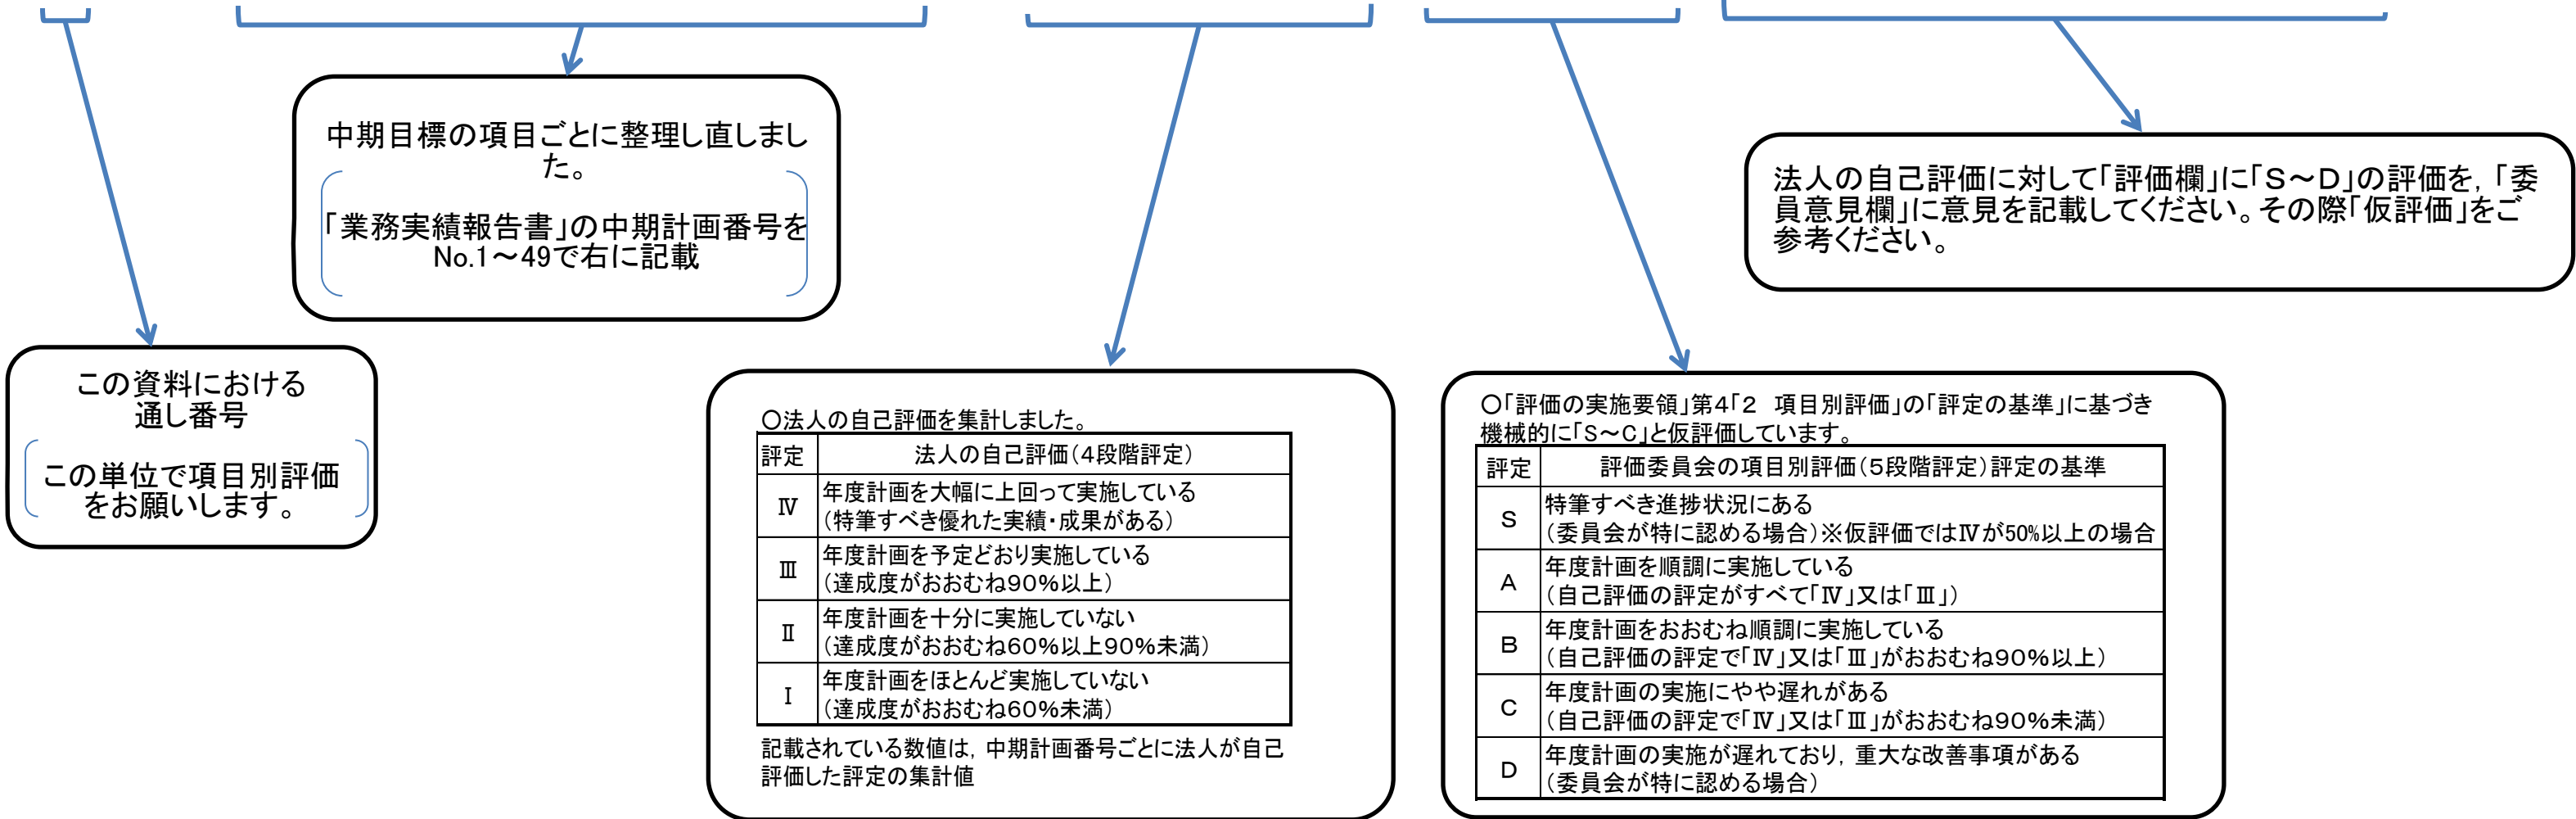 中期目標の項目ごとに整理し直しまし
た。
「業務実績報告書」の中期計画番号を
No.1～49で右に記載
法人の自己評価に対して「評価欄」に「S～D」の評価を,「委
員意見欄」に意見を記載してください。その際「仮評価」をご
参考ください。
この資料における
通し番号
この単位で項目別評価
をお願いします。
○法人の自己評価を集計しました。
評定 法人の自己評価(4段階評定)
Ⅳ 年度計画を大幅に上回って実施している
(特筆すべき優れた実績・成果がある)
Ⅲ 年度計画を予定どおり実施している
(達成度がおおむね90%以上)
Ⅱ 年度計画を十分に実施していない
(達成度がおおむね60%以上90%未満)
Ⅰ 年度計画をほとんど実施していない
(達成度がおおむね60%未満)
記載されている数値は,中期計画番号ごとに法人が自己
評価した評定の集計値
○「評価の実施要領」第4「2 項目別評価」の「評定の基準」に基づき
機械的に「S～C」と仮評価しています。
評定 評価委員会の項目別評価(5段階評定)評定の基準
S 特筆すべき進捗状況にある
(委員会が特に認める場合)※仮評価ではⅣが50%以上の場合
A 年度計画を順調に実施している
(自己評価の評定がすべて「Ⅳ」又は「Ⅲ」)
B 年度計画をおおむね順調に実施している
(自己評価の評定で「Ⅳ」又は「Ⅲ」がおおむね90%以上)
C 年度計画の実施にやや遅れがある
(自己評価の評定で「Ⅳ」又は「Ⅲ」がおおむね90%未満)
D 年度計画の実施が遅れており,重大な改善事項がある
(委員会が特に認める場合)